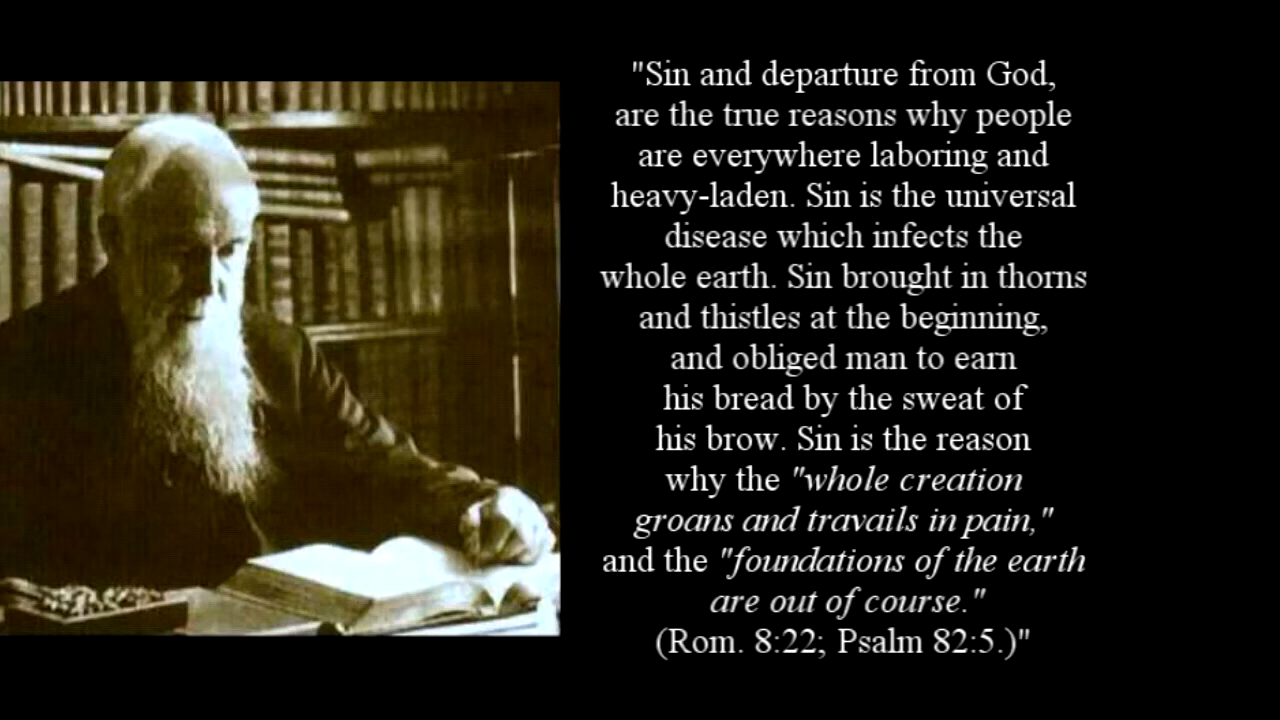 "Sin and departure from God,
are the true reasons why people
are everywhere laboring and
heavy-laden. Sin is the universal
disease which infects the
whole earth. Sin brought in thorns
and thistles at the beginning,
and obliged man to earn
his bread by the sweat of
his brow. Sin is the reason
why the "whole creation
groans and travails in pain,"
and the "foundations of the earth
are out of course."
(Rom. 8:22; Psalm 82:5.)"